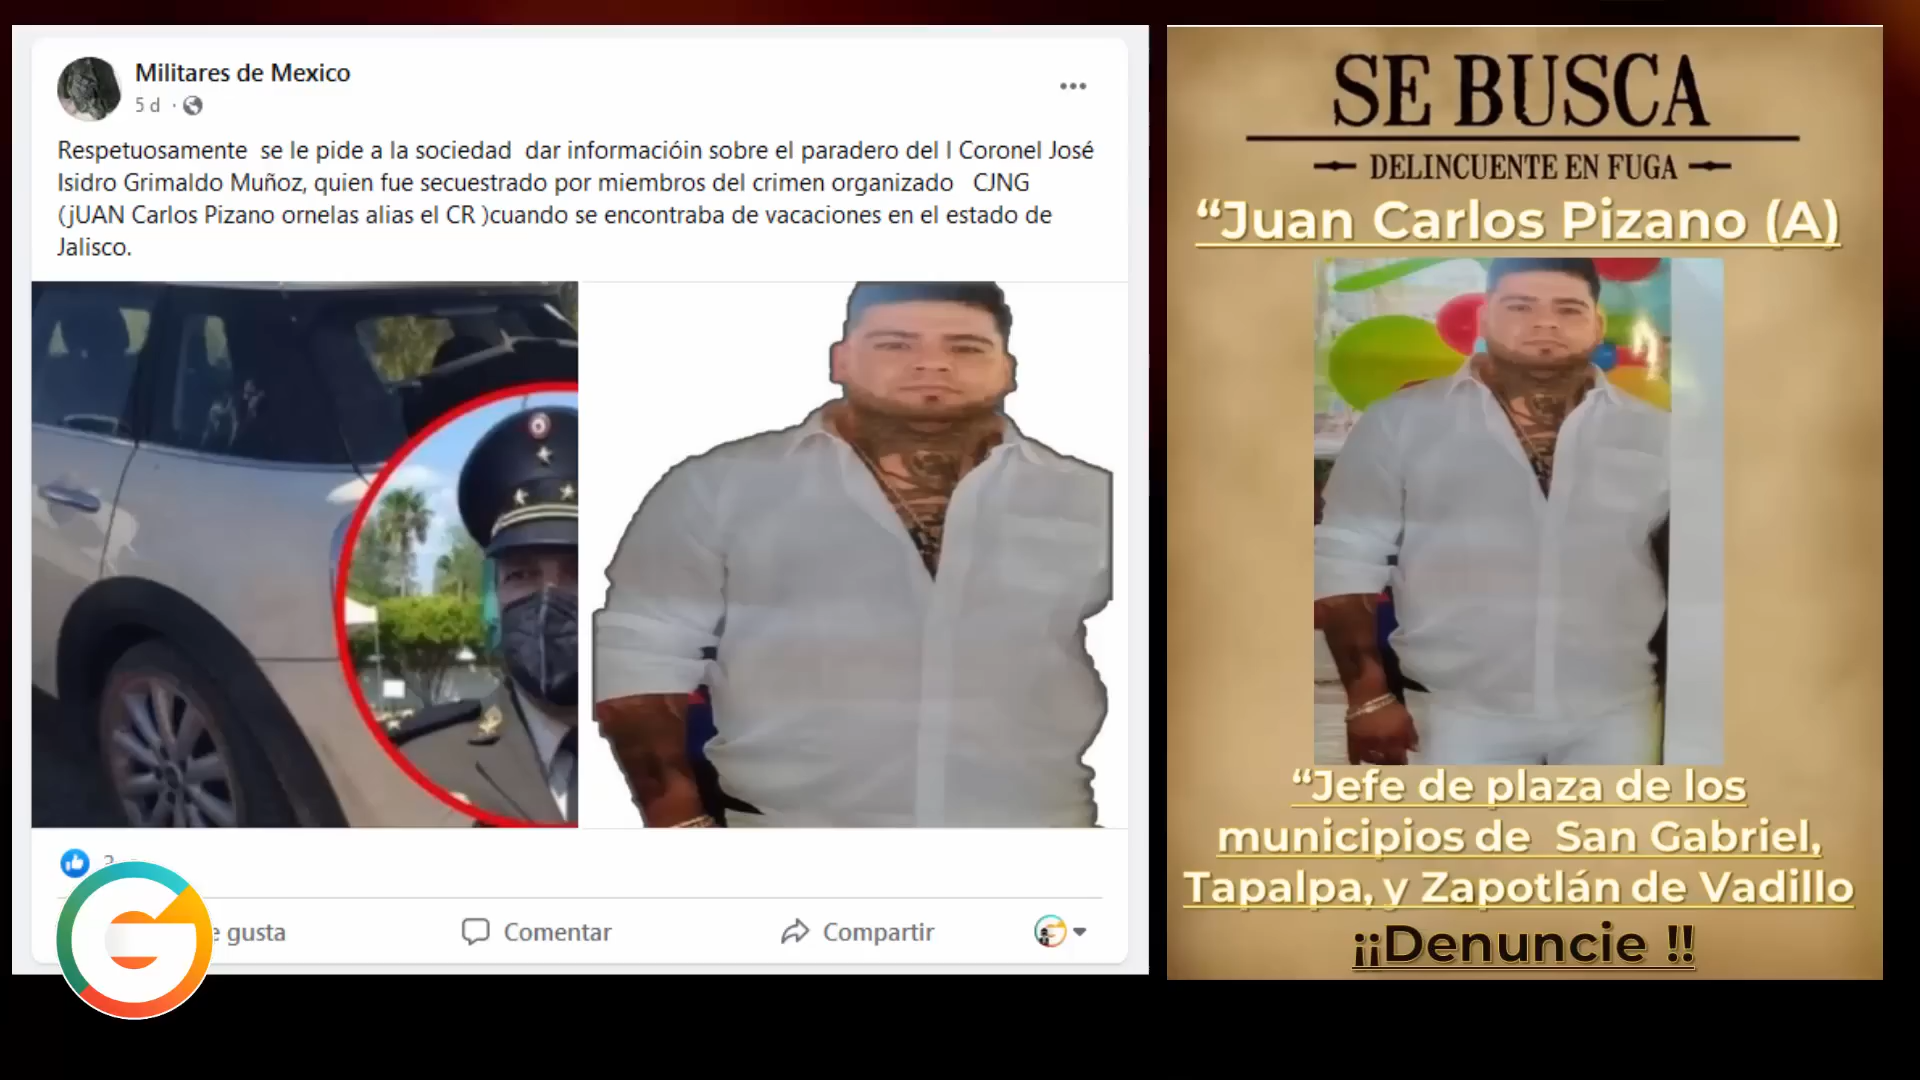 Militares de Mexico
5 d ·
Respetuosamente se le pide a la sociedad dar informacióin sobre el paradero del I Coronel José
Isidro Grimaldo Muñoz, quien fue secuestrado por miembros del crimen organizado CJNG
(jUAN Carlos Pizano ornelas alias el CR )cuando se encontraba de vacaciones en el estado de
Jalisco.
e gusta
Comentar
Compartir
SE BUSCA
DELINCUENTE EN FUGA
“Juan Carlos Pizano (A)
“Jefe de plaza de los
municipios de San Gabriel,
Tapalpa, y Zapotlán de Vadillo
¡¡Denuncie !!